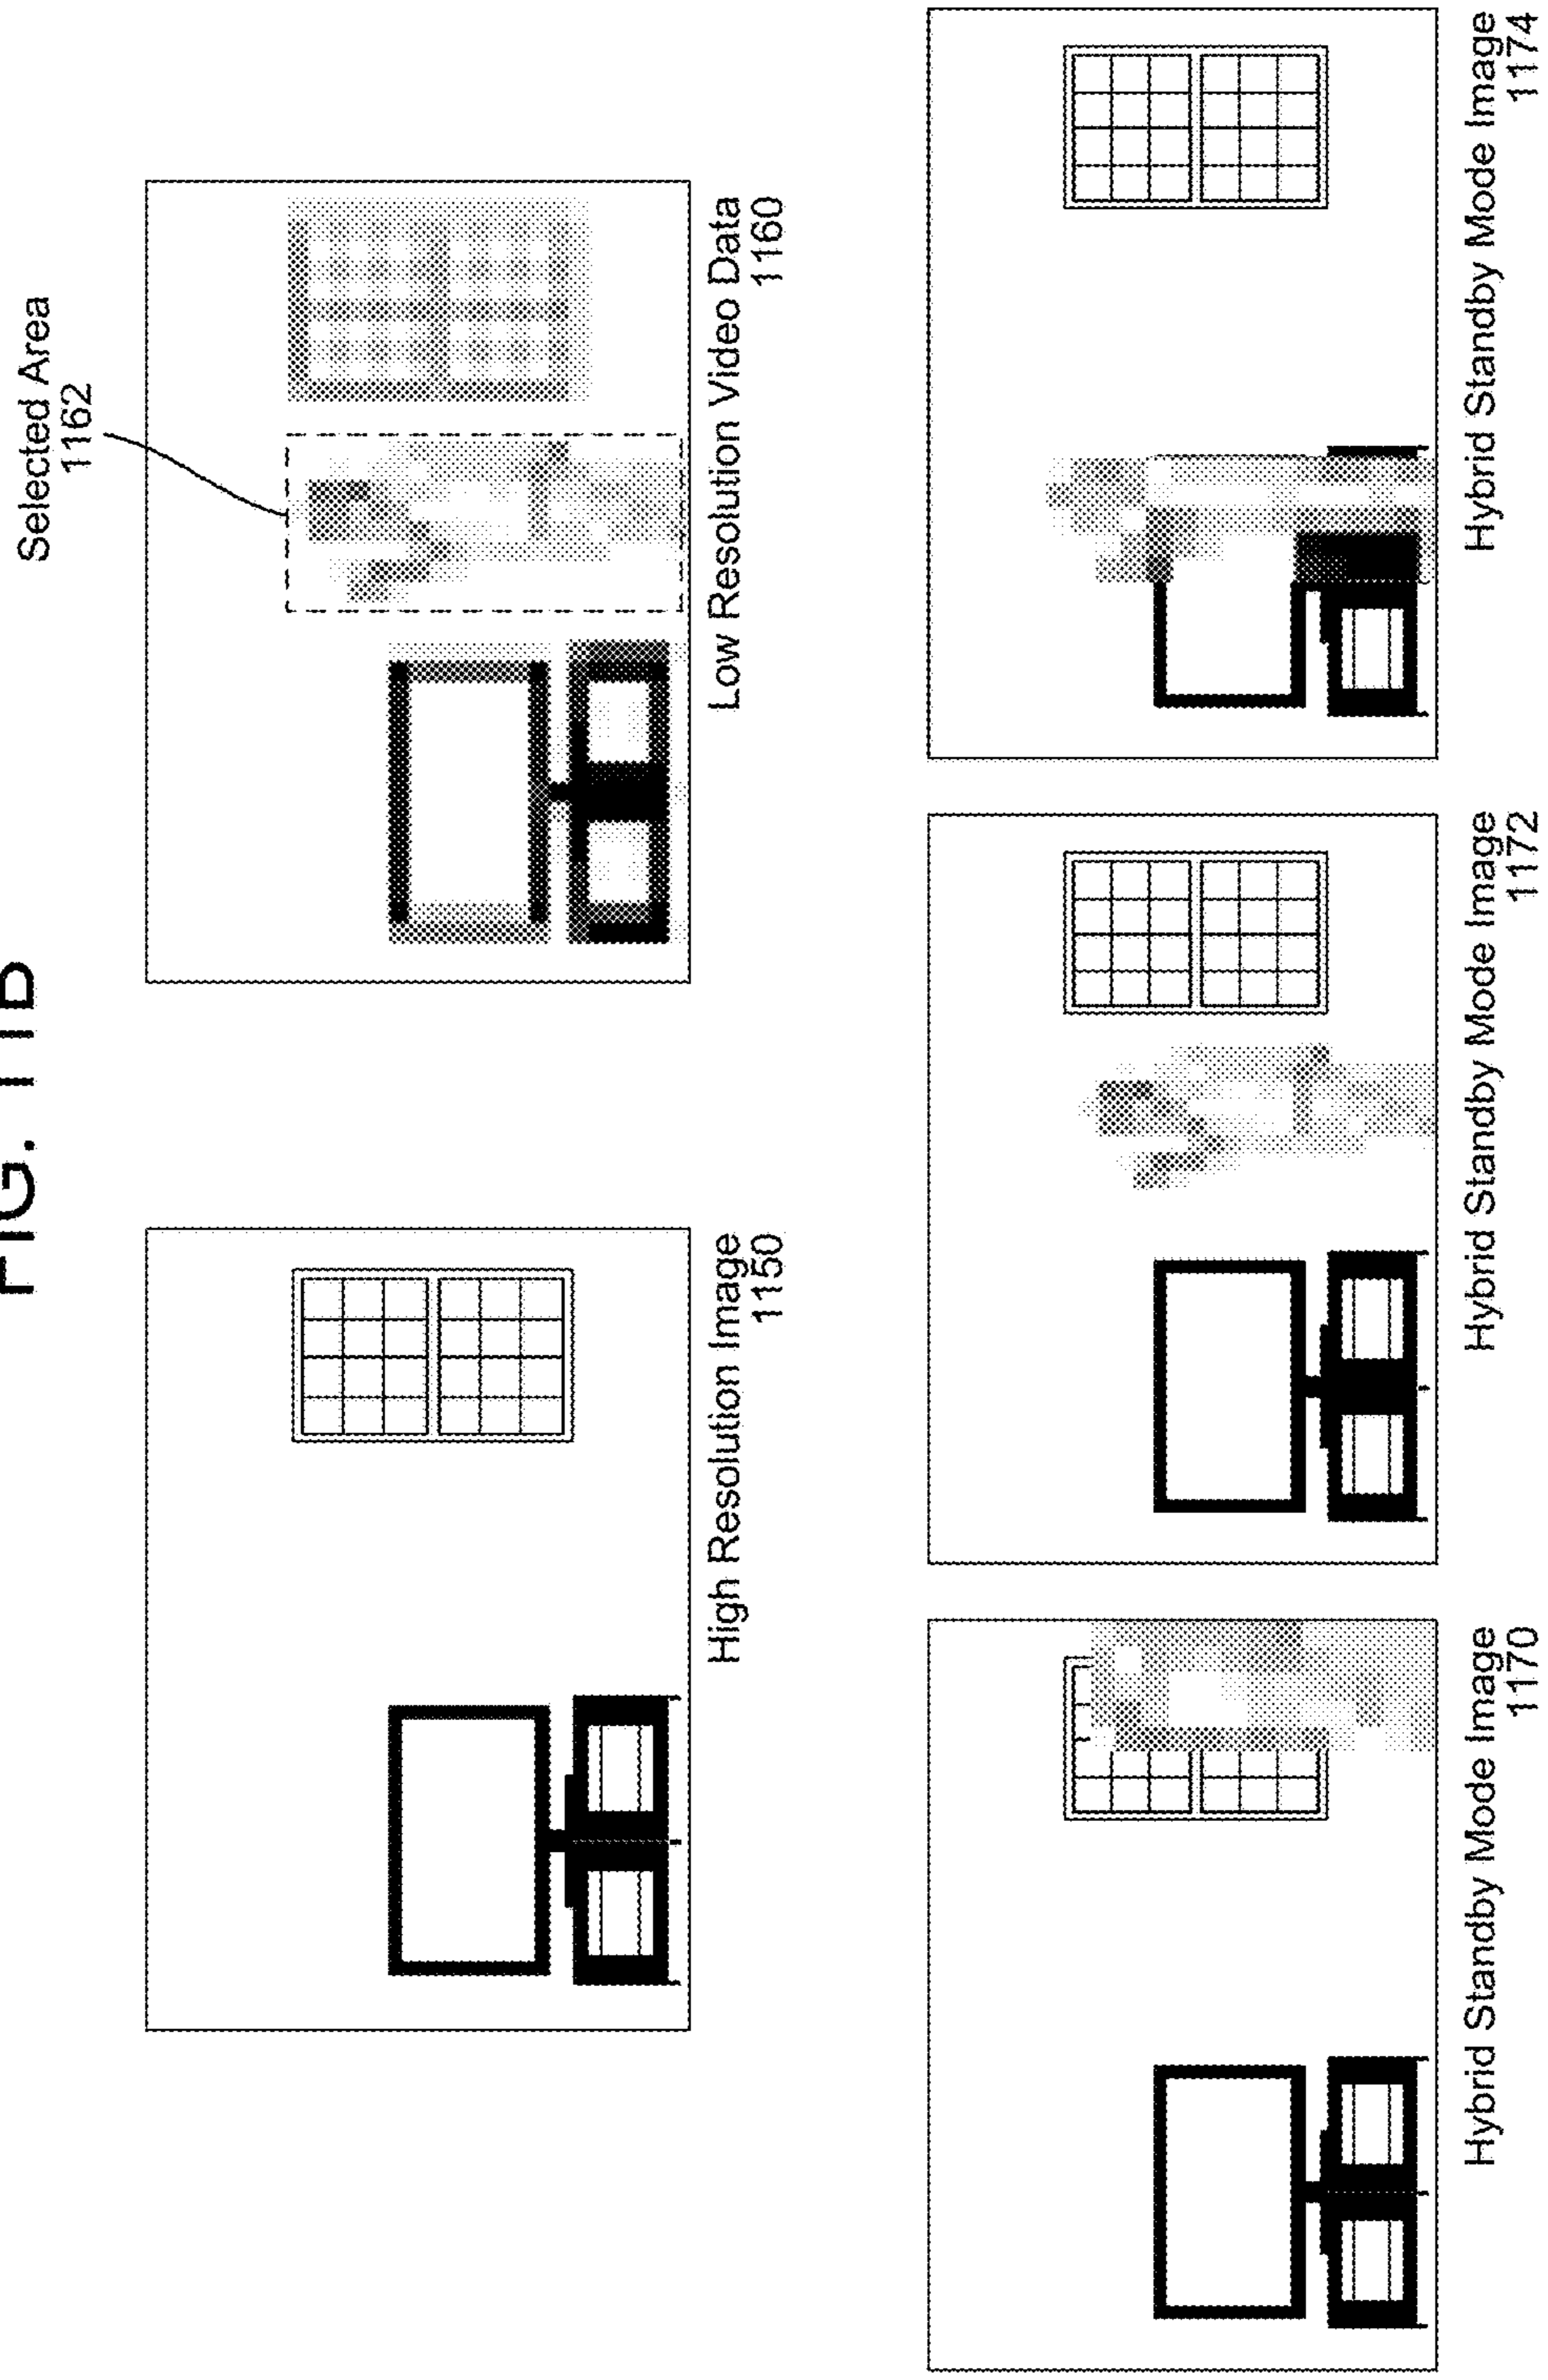 FIG. 11B
Selected Area
1162
High Resolution Image
1150
Low Resolution Video Data
1160
Hybrid Standby Mode Image
1170
Hybrid Standby Mode Image
1172
Hybrid Standby Mode Image
1174